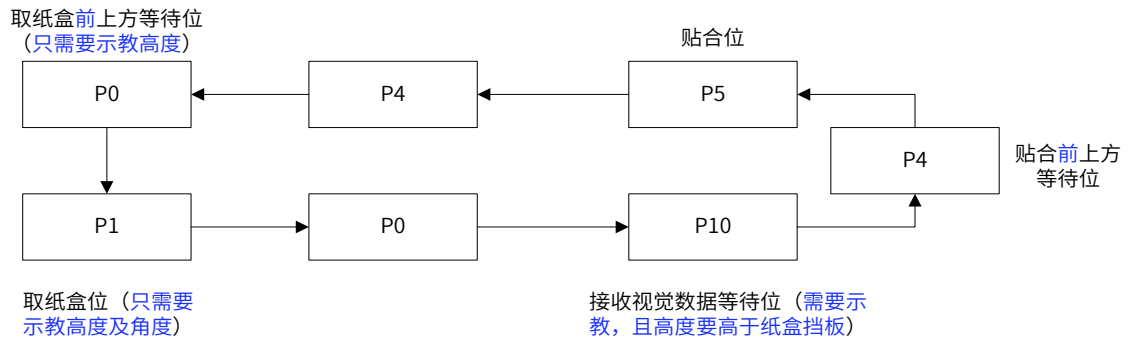 取纸盒前上方等待位
（只需要示教高度）
贴合位
P0
P4
P5
P4
贴合前上方
等待位
P1
P0
P10
取纸盒位（只需要
示教高度及角度）
接收视觉数据等待位（需要示
教，且高度要高于纸盒挡板）